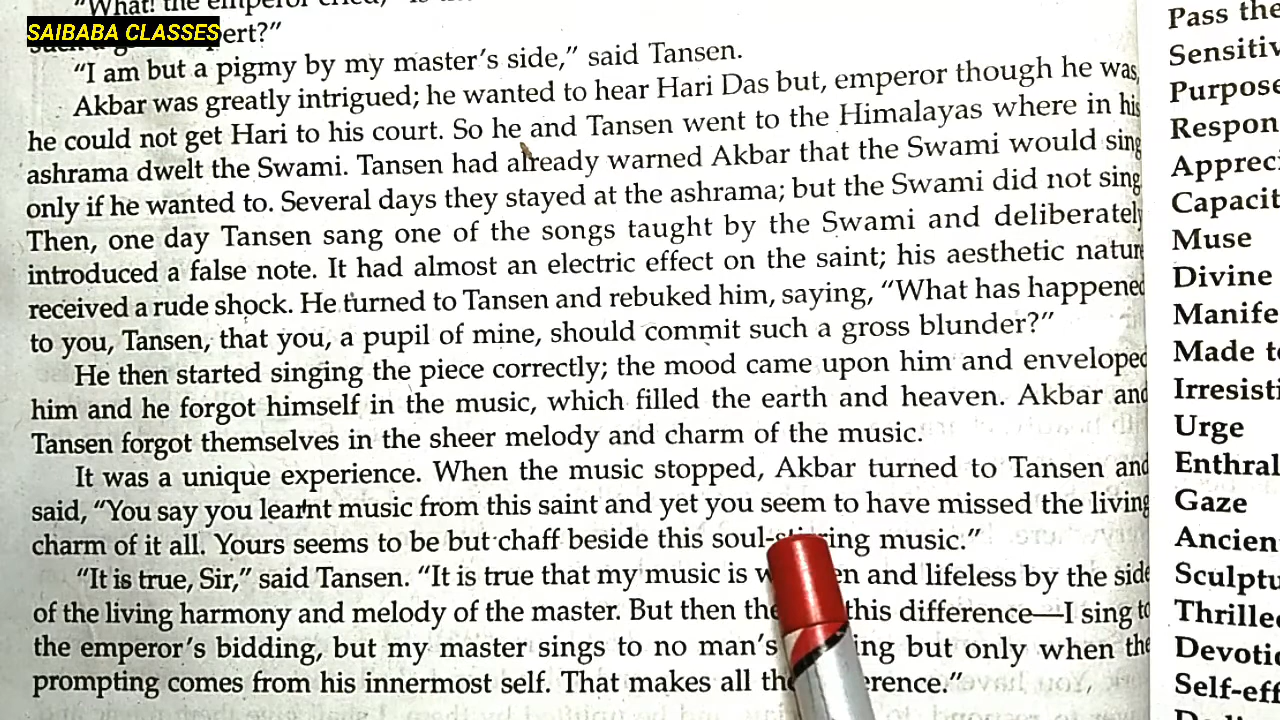 "What! the emperor cried,
SAIBABA CLASSES
"I am but a pigmy by my master's side," said Tansen.
Akbar was greatly intrigued; he wanted to hear Hari Das but, emperor though he was,
he could not get Hari to his court. So he and Tansen went to the Himalayas where in his
ashrama dwelt the Swami. Tansen had already warned Akbar that the Swami would sing
only if he wanted to. Several days they stayed at the ashrama; but the Swami did not sing
Then, one day Tansen sang one of the songs taught by the Swami and deliberately
introduced a false note. It had almost an electric effect on the saint; his aesthetic natur
received a rude shock. He turned to Tansen and rebuked him, saying, "What has happened
to you, Tansen, that you, a pupil of mine, should commit such a gross blunder?"
He then started singing the piece correctly; the mood came upon him and enveloped
him and he forgot himself in the music, which filled the earth and heaven. Akbar and
Tansen forgot themselves in the sheer melody and charm of the music.
It was a unique experience. When the music stopped, Akbar turned to Tansen and
said, "You say you learnt music from this saint and yet you seem to have missed the living
charm of it all. Yours seems to be but chaff beside this soul-stirring music."
"It is true, Sir," said Tansen. "It is true that my music is and lifeless by the side
of the living harmony and melody of the master. But then this difference—I sing to
the emperor's bidding, but my master sings to no man's but only when the
prompting comes from his innermost self. That makes all
Pass the
Sensitiv
Purpose
Respon
Appreci
Capacit
Muse
Divine
Manife
Made to
Irresisti
Urge
Enthral
Gaze
Ancien
Sculptu
Thrille
Devotio
Self-eff